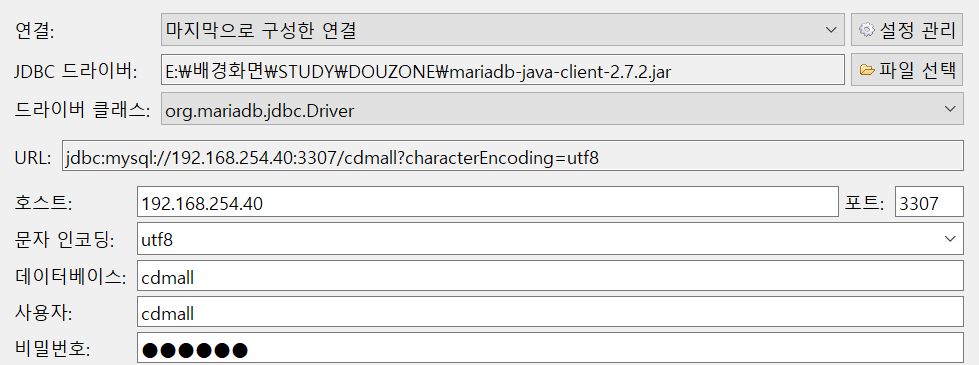 연결: 마지막으로 구성한 연결 설정 관리
JDBC 드라이버: E:₩배경화면₩STUDY₩DOUZONE₩mariadb-java-client-2.7.2.jar 파일 선택
드라이버 클래스: org.mariadb.jdbc.Driver
URL: jdbc:mysql://192.168.254.40:3307/cdmall?characterEncoding=utf8
호스트: 192.168.254.40 포트: 3307
문자 인코딩: utf8
데이터베이스: cdmall
사용자: cdmall
비밀번호: ●●●●●●